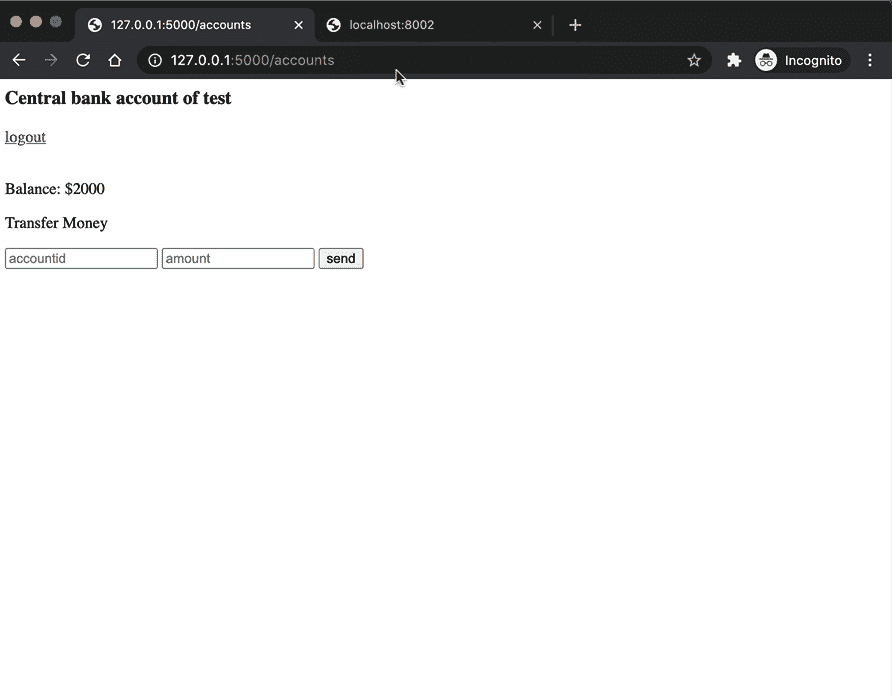 127.0.0.1:5000/accounts
localhost:8002
127.0.0.1:5000/accounts
Incognito
Central bank account of test
logout
Balance: $2000
Transfer Money
accountid amount send